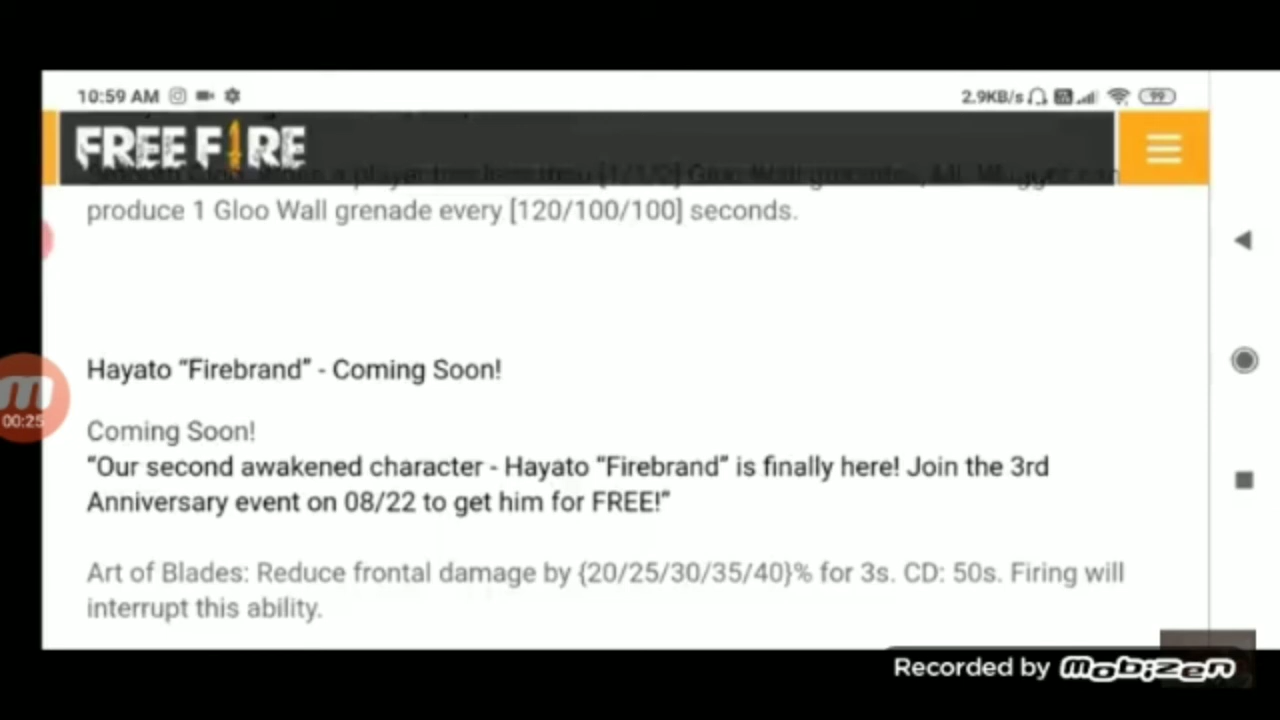 10:59 AM
2.9KB/s
99
FREE FIRE
produce 1 Gloo Wall grenade every [120/100/100] seconds.
Hayato “Firebrand” - Coming Soon!
Coming Soon!
“Our second awakened character - Hayato “Firebrand” is finally here! Join the 3rd
Anniversary event on 08/22 to get him for FREE!”
Art of Blades: Reduce frontal damage by {20/25/30/35/40}% for 3s. CD: 50s. Firing will
interrupt this ability.
00:25
Recorded by mobizen